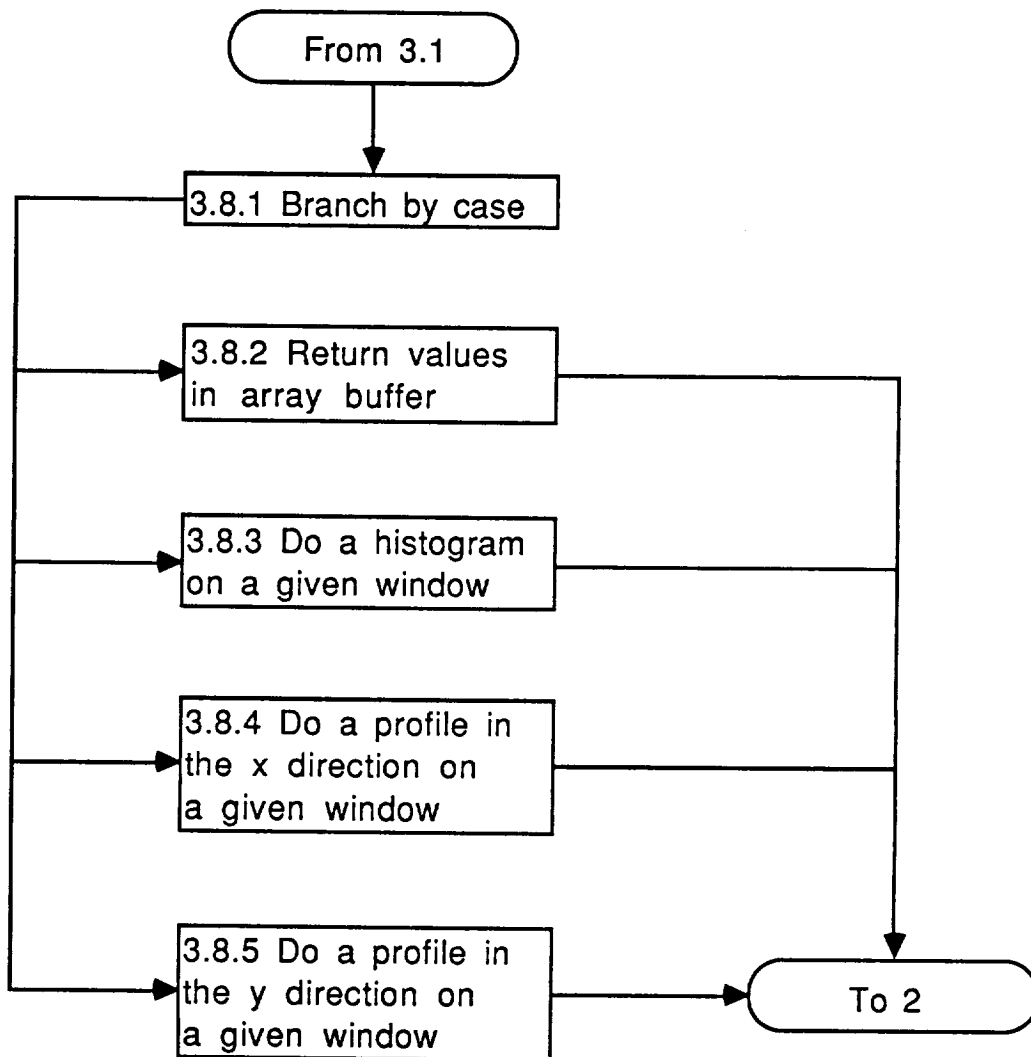 From 3.1
3.8.1 Branch by case
3.8.2 Return values
in array buffer
3.8.3 Do a histogram
on a given window
3.8.4 Do a profile in
the x direction on
a given window
3.8.5 Do a profile in
the y direction on
a given window
To 2